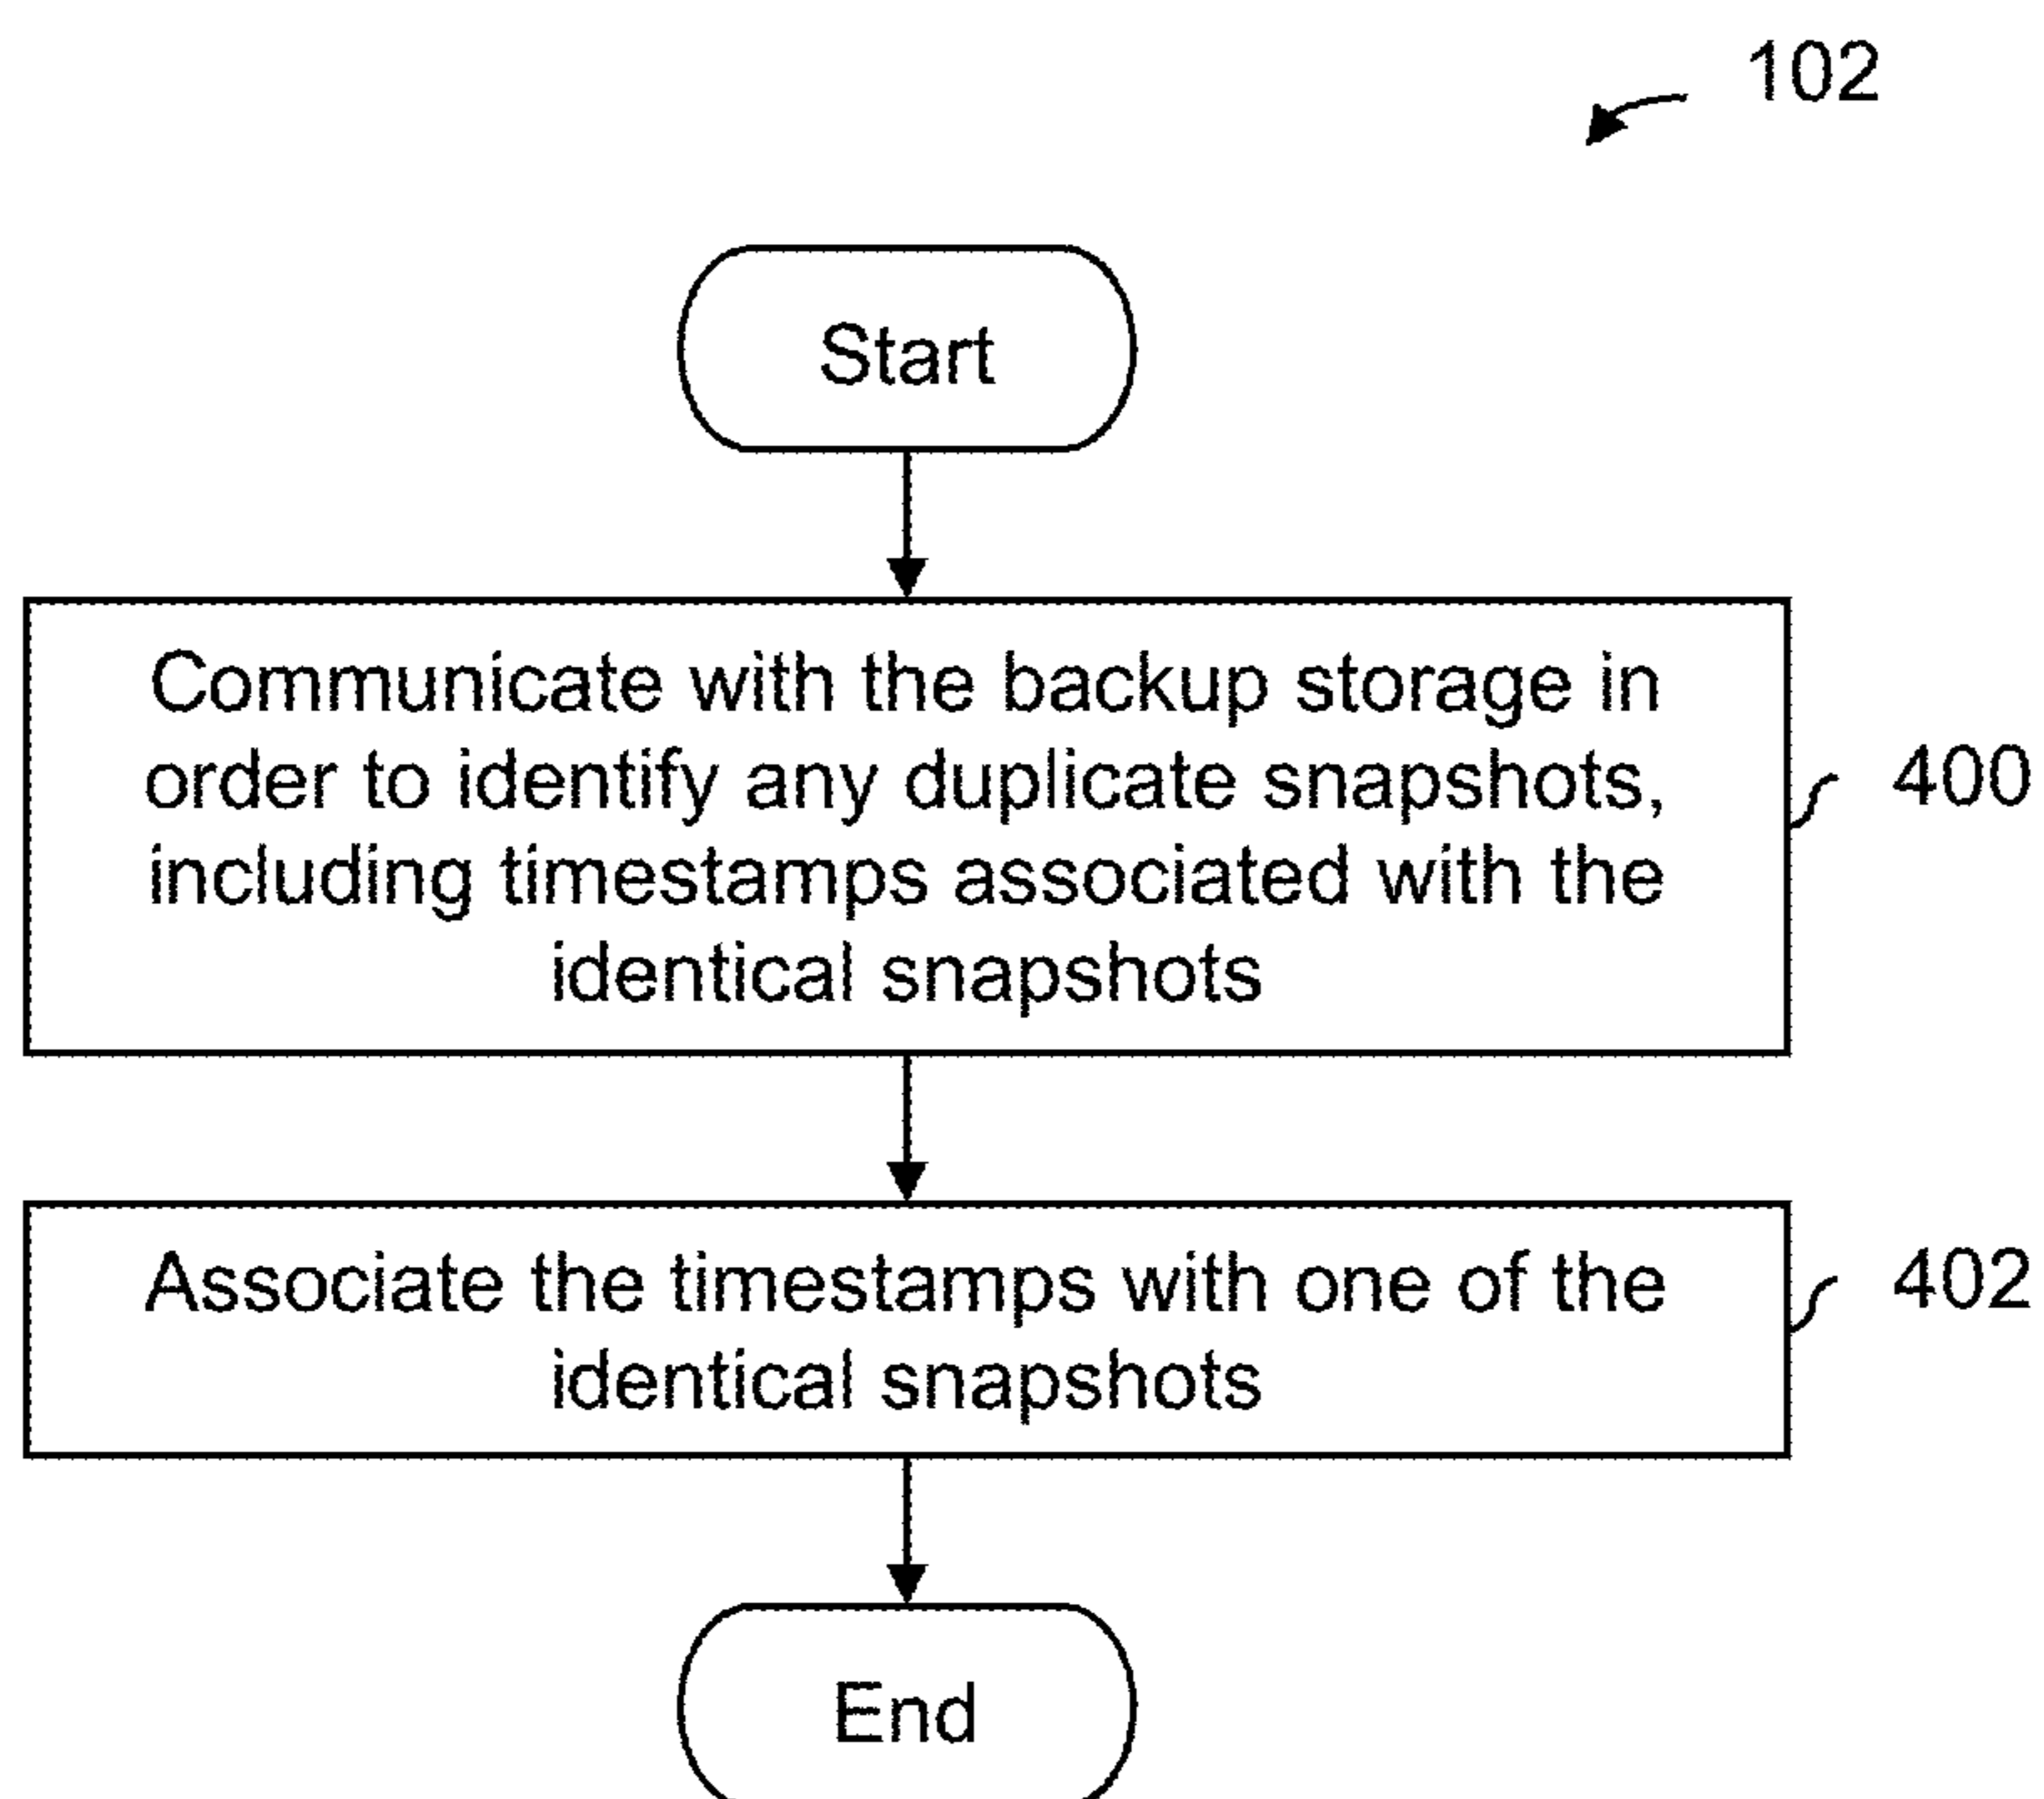 102
Start
Communicate with the backup storage in
order to identify any duplicate snapshots,
including timestamps associated with the
identical snapshots
400
Associate the timestamps with one of the
identical snapshots
402
End